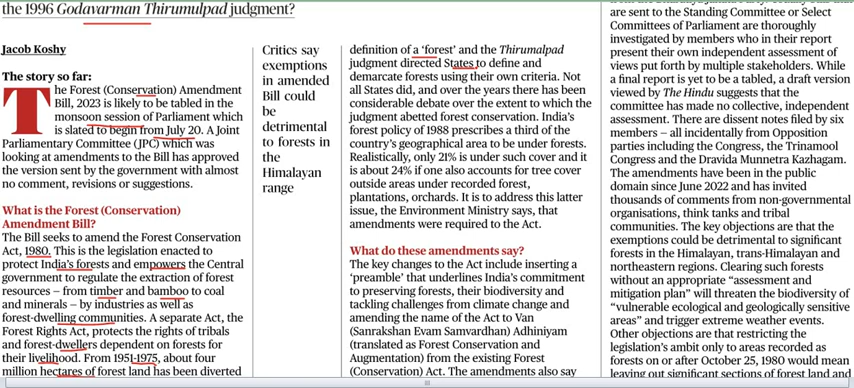 the 1996 Godavarman Thirumulpad judgment?
Jacob Koshy
The story so far:
The Forest (Conservation) Amendment
Bill, 2023 is likely to be tabled in the
monsoon session of Parliament which
is slated to begin from July 20. A Joint
Parliamentary Committee (JPC) which was
looking at amendments to the Bill has approved
the version sent by the government with almost
no comment, revisions or suggestions.
What is the Forest (Conservation)
Amendment Bill?
The Bill seeks to amend the Forest Conservation
Act, 1980. This is the legislation enacted to
protect India's forests and empowers the Central
government to regulate the extraction of forest
resources — from timber and bamboo to coal
and minerals — by industries as well as
forest-dwelling communities. A separate Act, the
Forest Rights Act, protects the rights of tribals
and forest-dwellers dependent on forests for
their livelihood. From 1951-1975, about four
million hectares of forest land has been diverted
Critics say
exemptions
in amended
Bill could
be
detrimental
to forests in
the
Himalayan
range
definition of a 'forest' and the Thirumalpad
judgment directed States to define and
demarcate forests using their own criteria. Not
all States did, and over the years there has been
considerable debate over the extent to which the
judgment abetted forest conservation. India's
forest policy of 1988 prescribes a third of the
country's geographical area to be under forests.
Realistically, only 21% is under such cover and it
is about 24% if one also accounts for tree cover
outside areas under recorded forest,
plantations, orchards. It is to address this latter
issue, the Environment Ministry says, that
amendments were required to the Act.
What do these amendments say?
The key changes to the Act include inserting a
'preamble' that underlines India's commitment
to preserving forests, their biodiversity and
tackling challenges from climate change and
amending the name of the Act to Van
(Sanrakshan Evam Samvardhan) Adhiniyam
(translated as Forest Conservation and
Augmentation) from the existing Forest
(Conservation) Act. The amendments also say
are sent to the Standing Committee or Select
Committees of Parliament are thoroughly
investigated by members who in their report
present their own independent assessment of
views put forth by multiple stakeholders. While
a final report is yet to be a tabled, a draft version
viewed by The Hindu suggests that the
committee has made no collective, independent
assessment. There are dissent notes filed by six
members — all incidentally from Opposition
parties including the Congress, the Trinamool
Congress and the Dravida Munnetra Kazhagam.
The amendments have been in the public
domain since June 2022 and has invited
thousands of comments from non-governmental
organisations, think tanks and tribal
communities. The key objections are that the
exemptions could be detrimental to significant
forests in the Himalayan, trans-Himalayan and
northeastern regions. Clearing such forests
without an appropriate "assessment and
mitigation plan" will threaten the biodiversity of
"vulnerable ecological and geologically sensitive
areas" and trigger extreme weather events.
Other objections are that restricting the
legislation's ambit only to areas recorded as
forests on or after October 25, 1980 would mean
leaving out significant sections of forest land and